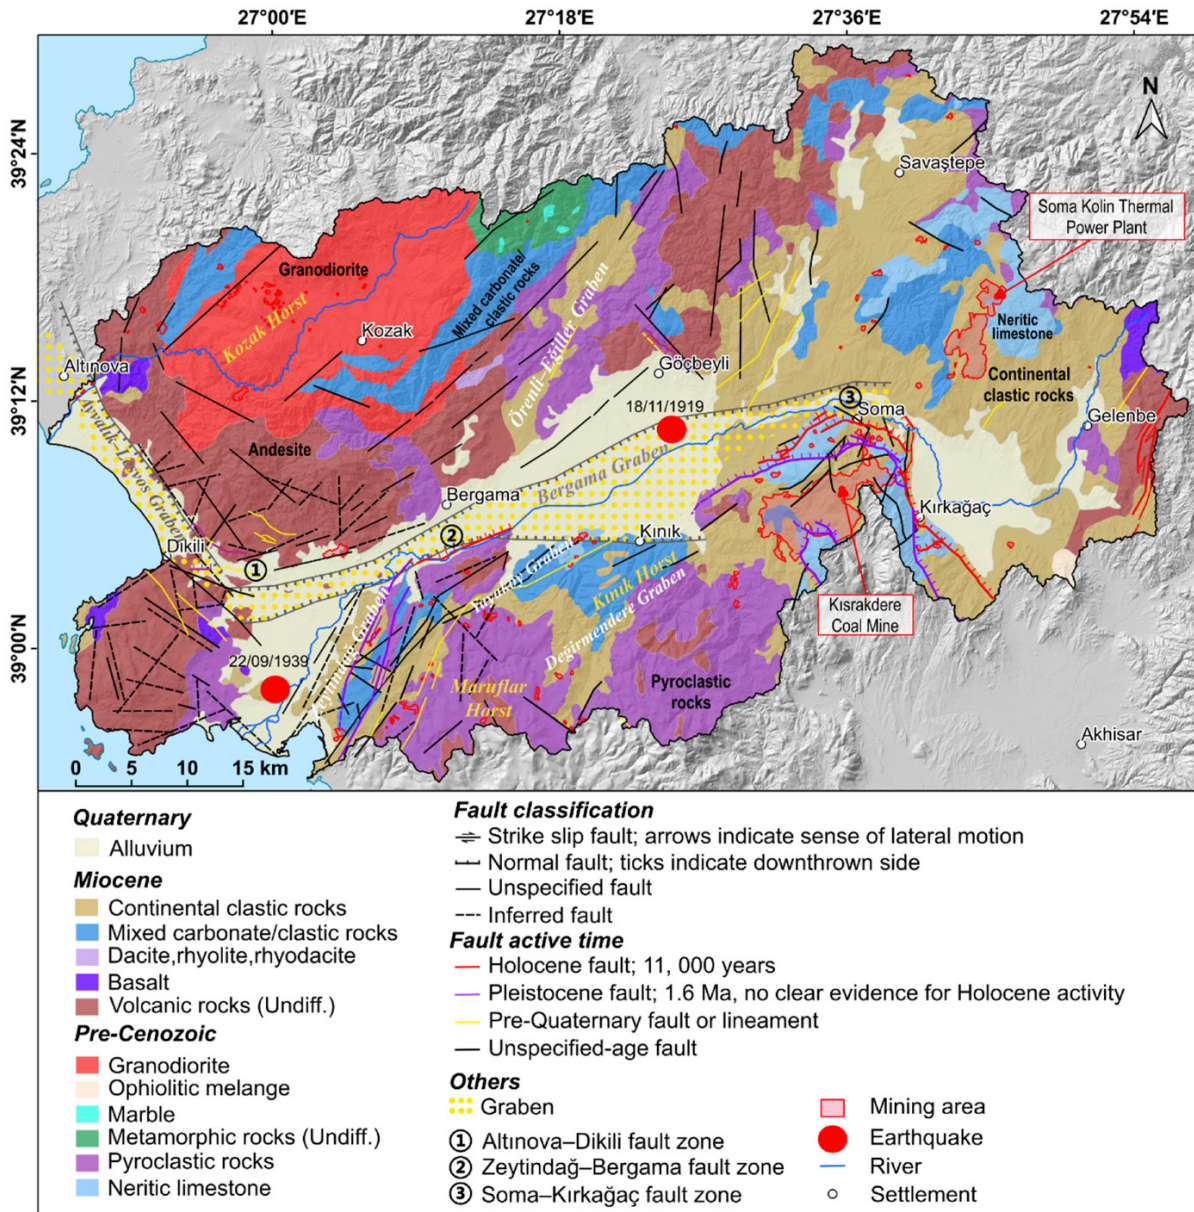 27°00'E
27°18'E
27°36'E
27°54'E
39°24'N
39°12'N
39°00'N
N
Savaştepe
Soma Kolin Thermal
Power Plant
Granodiorite
Kozak Horst
Kozak
Mixed carbonate/
clastic rocks
Örenli–Eğiller Graben
Neritic
limestone
Altınova
Göçbeyli
18/11/1919
3
Soma
Continental
clastic rocks
Gelenbe
Andesite
Bergama Graben
Bergama
Kırkağaç
Dikili
1
2
Kınık
Kınık Horst
Değirmendere Graben
Kısrakdere
Coal Mine
22/09/1939
Zeytindağ Graben
Maruflar
Horst
Pyroclastic
rocks
Akhisar
0 5 10 15 km
Quaternary
Alluvium
Miocene
Continental clastic rocks
Mixed carbonate/clastic rocks
Dacite,rhyolite,rhyodacite
Basalt
Volcanic rocks (Undiff.)
Pre-Cenozoic
Granodiorite
Ophiolitic melange
Marble
Metamorphic rocks (Undiff.)
Pyroclastic rocks
Neritic limestone
Fault classification
Strike slip fault; arrows indicate sense of lateral motion
Normal fault; ticks indicate downthrown side
Unspecified fault
Inferred fault
Fault active time
Holocene fault; 11, 000 years
Pleistocene fault; 1.6 Ma, no clear evidence for Holocene activity
Pre-Quaternary fault or lineament
Unspecified-age fault
Others
Graben
1 Altınova–Dikili fault zone
2 Zeytindağ–Bergama fault zone
3 Soma–Kırkağaç fault zone
Mining area
Earthquake
River
Settlement